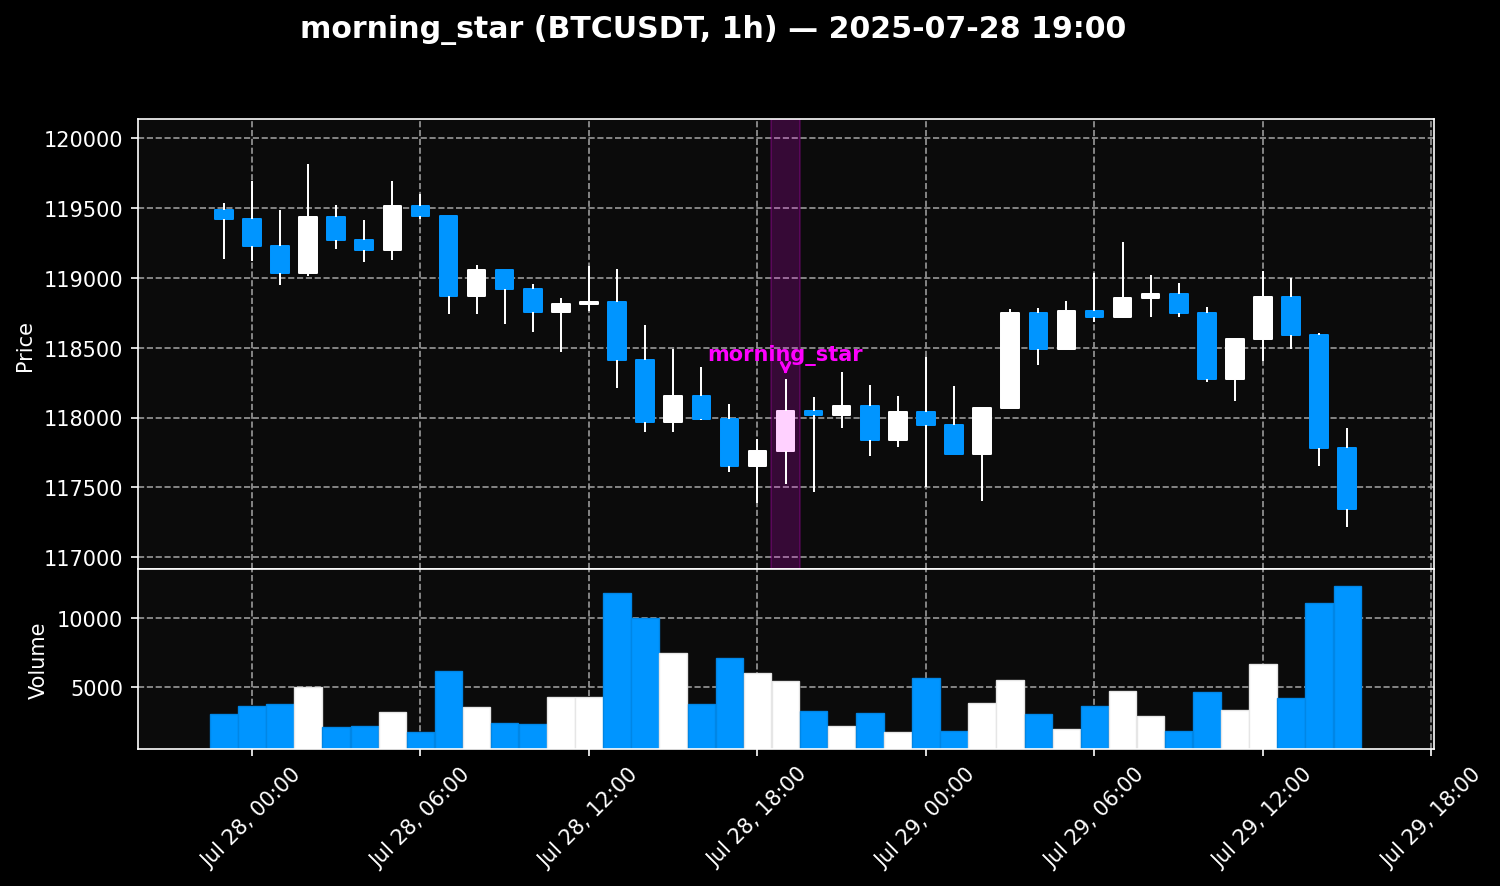 morning_star (BTCUSDT, 1h) — 2025-07-28 19:00
120000
119500
119000
118500
118000
117500
117000
Price
morning_star
10000
5000
Volume
Jul 28, 00:00
Jul 28, 06:00
Jul 28, 12:00
Jul 28, 18:00
Jul 29, 00:00
Jul 29, 06:00
Jul 29, 12:00
Jul 29, 18:00